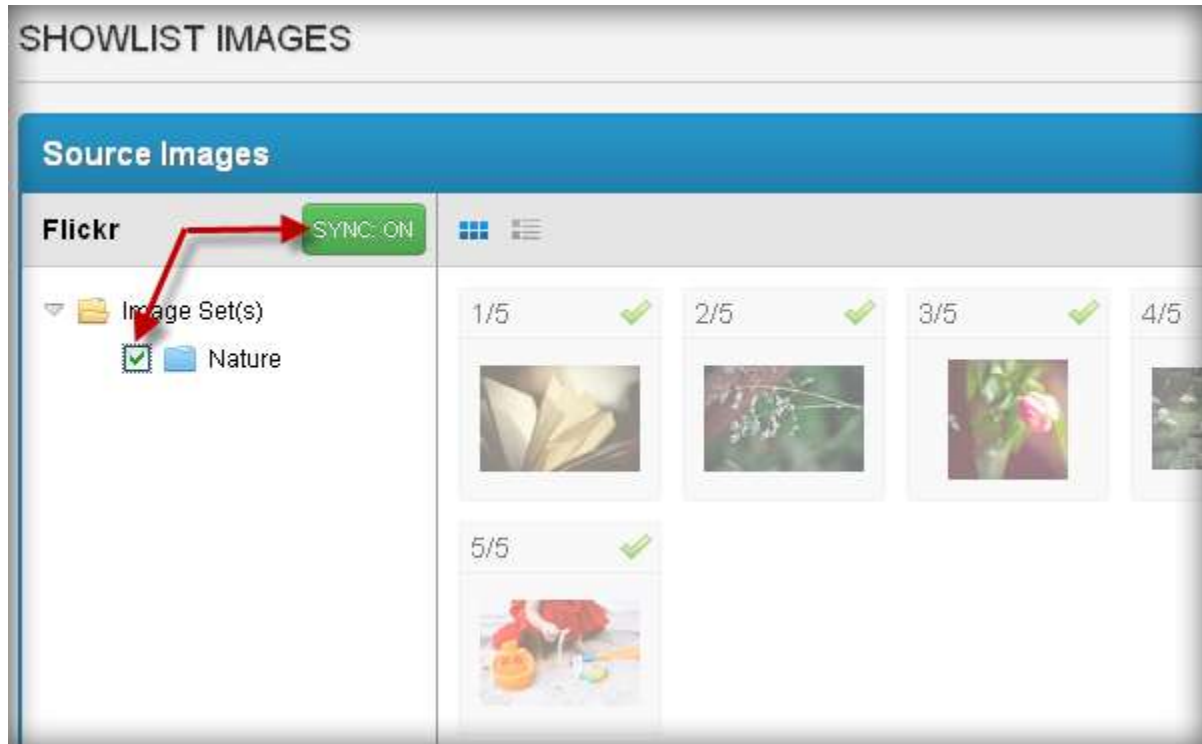 SHOWLIST IMAGES
Source Images
Flickr SYNC: ON
Image Set(s)
Nature
1/5 2/5 3/5 4/5
5/5